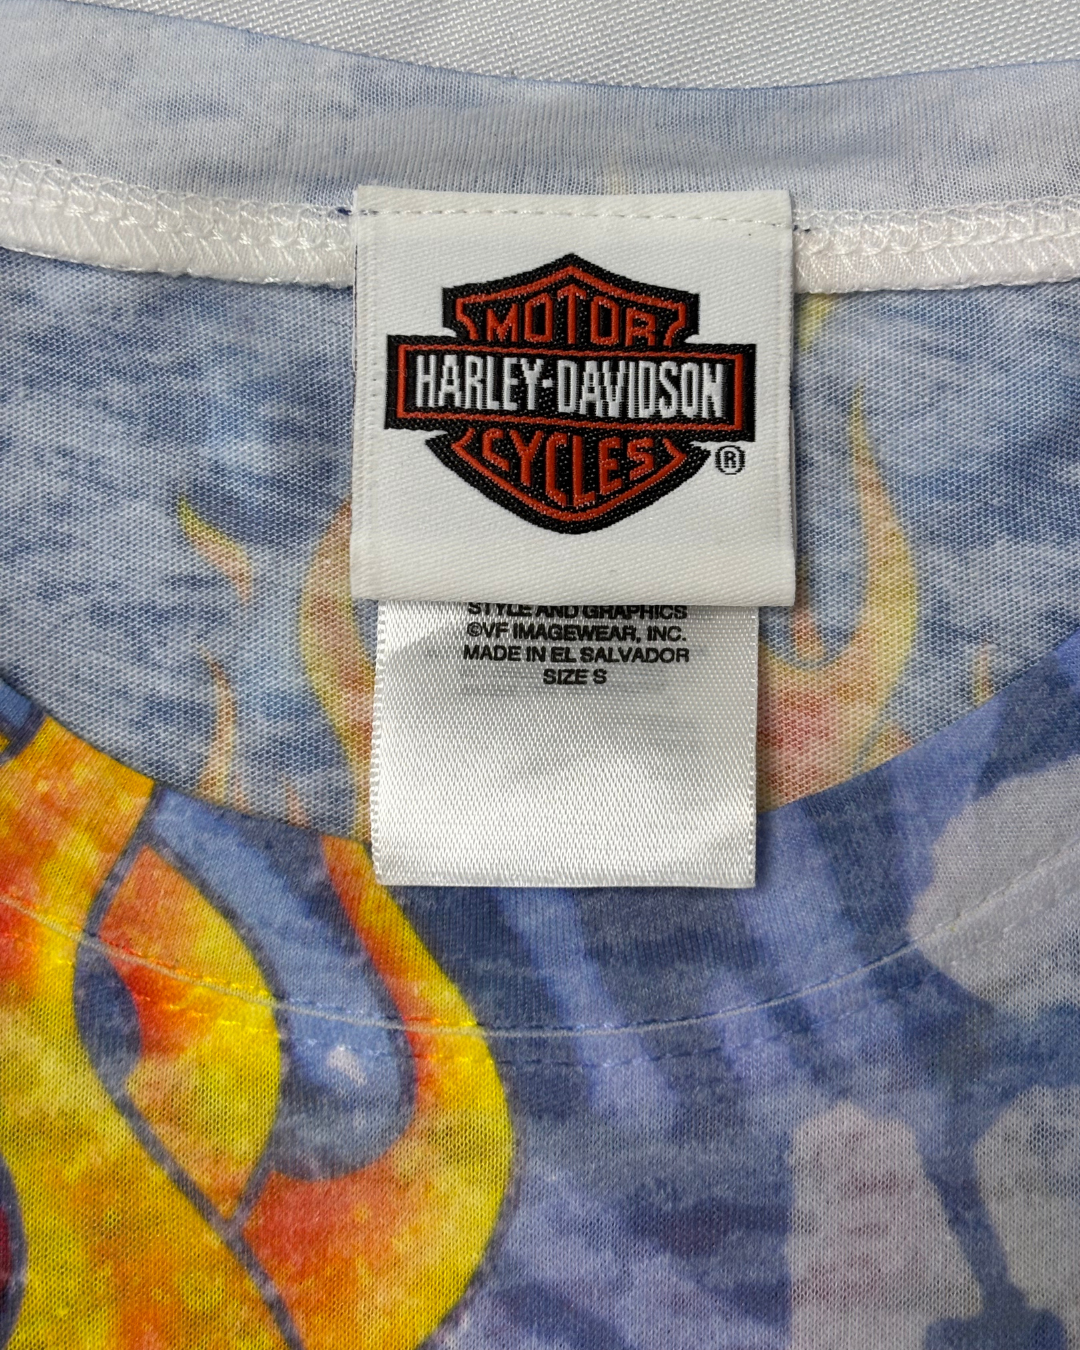 MOTOR
HARLEY-DAVIDSON
CYCLES
®
STYLE AND GRAPHICS
©VF IMAGEWEAR, INC.
MADE IN EL SALVADOR
SIZE S